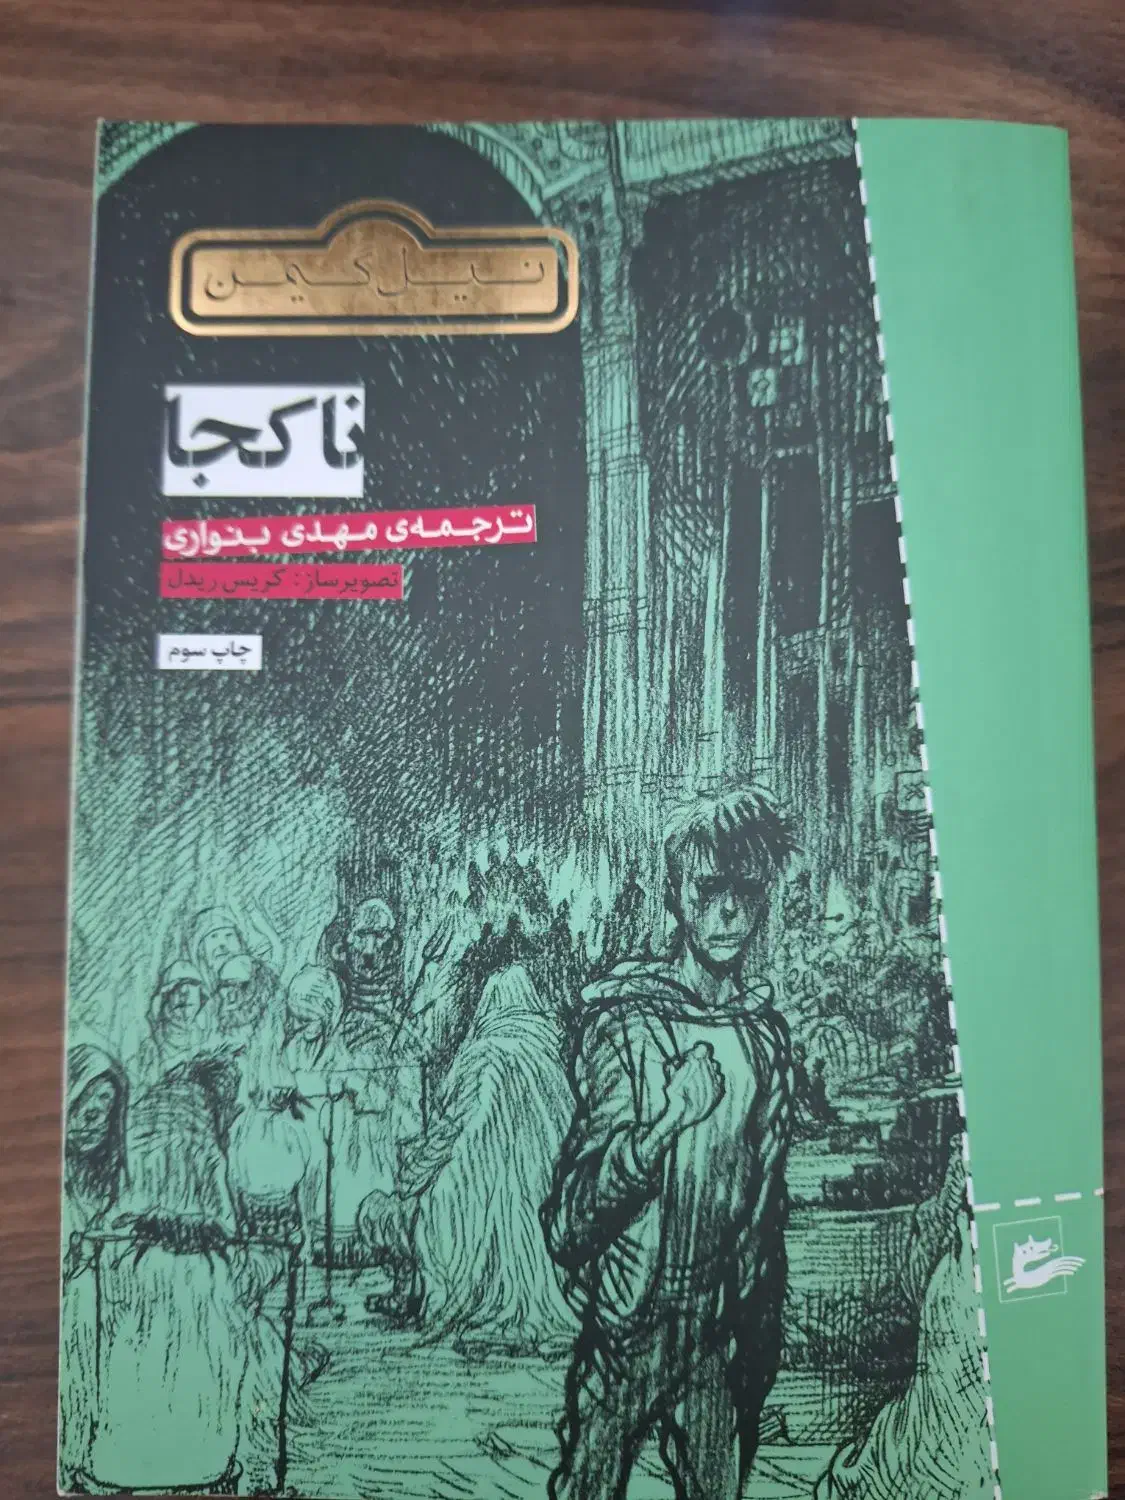 نیل گیمن
ناکجا
ترجمه‌ی مهدی بنواری
تصویرساز: کریس ریدل
چاپ سوم